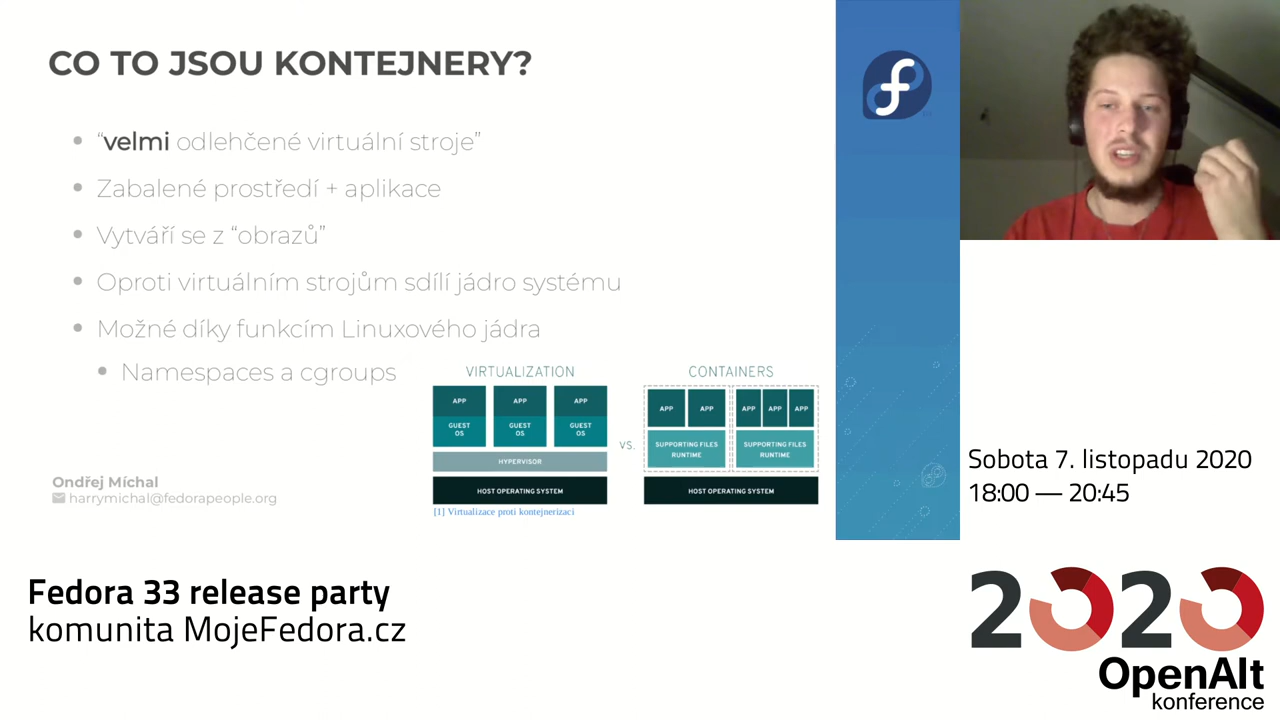 CO TO JSOU KONTEJNERY?
“velmi odlehčené virtuální stroje”
Zabalené prostředí + aplikace
Vytváří se z “obrazů”
Oproti virtuálním strojům sdílí jádro systému
Možné díky funkcím Linuxového jádra
Namespaces a cgroups
VIRTUALIZATION
APP APP APP
GUEST OS GUEST OS GUEST OS
HYPERVISOR
HOST OPERATING SYSTEM
VS.
CONTAINERS
APP APP APP APP APP
SUPPORTING FILES SUPPORTING FILES
RUNTIME RUNTIME
HOST OPERATING SYSTEM
[1] Virtualizace proti kontejnerizaci
Ondřej Míchal
harrymichal@fedorapeople.org
Sobota 7. listopadu 2020
18:00 — 20:45
Fedora 33 release party
komunita MojeFedora.cz
2020
OpenAlt
konference